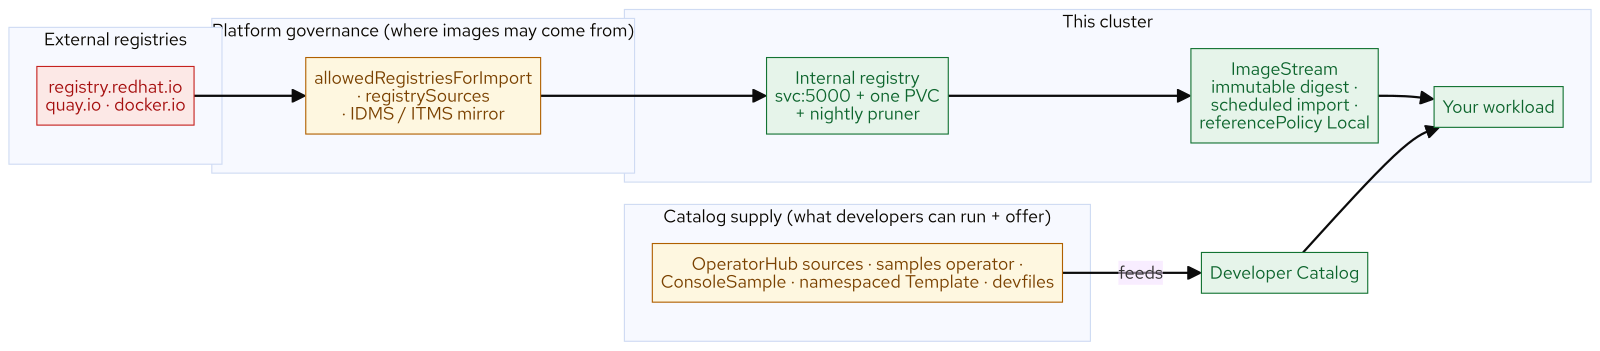 External registries
registry.redhat.io
quay.io · docker.io
Platform governance (where images may come from)
allowedRegistriesForImport
· registrySources
· IDMS / ITMS mirror
This cluster
Internal registry
svc:5000 + one PVC
+ nightly pruner
ImageStream
immutable digest ·
scheduled import ·
referencePolicy Local
Your workload
Catalog supply (what developers can run + offer)
OperatorHub sources · samples operator ·
ConsoleSample · namespaced Template · devfiles
feeds
Developer Catalog